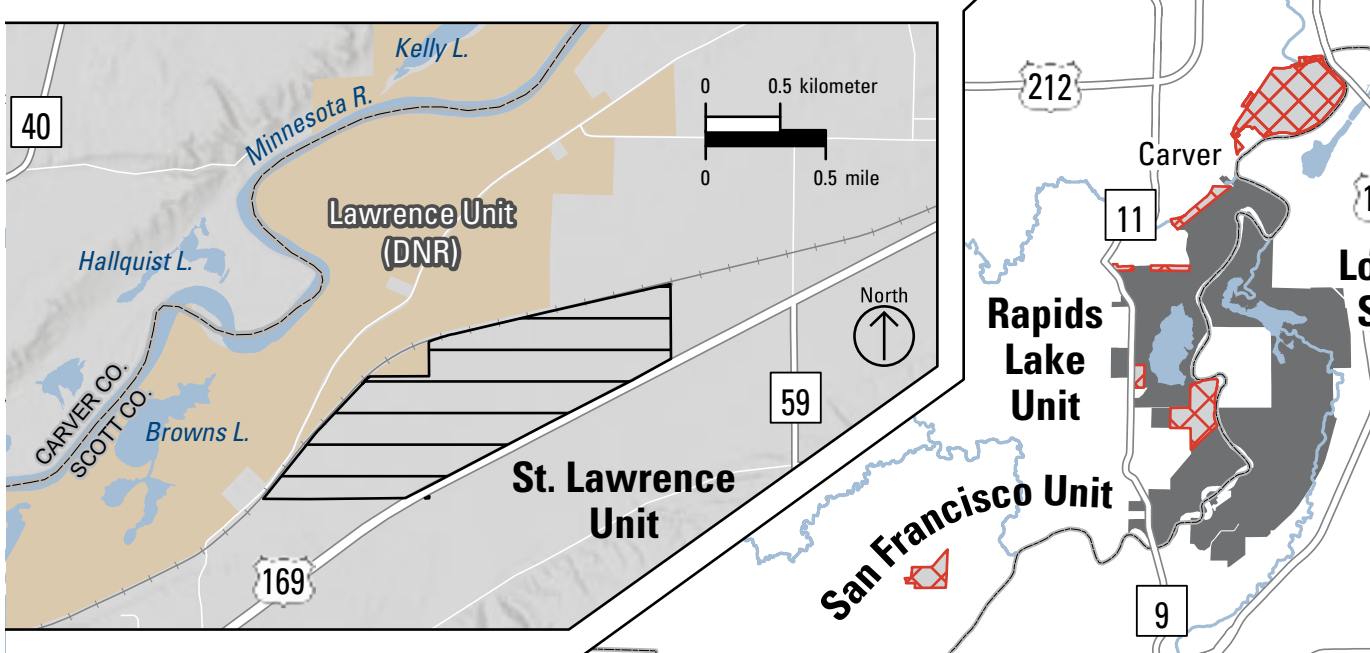 Kelly L.
0 0.5 kilometer
0 0.5 mile
40
Minnesota R.
Lawrence Unit
(DNR)
Hallquist L.
North
CARVER CO.
SCOTT CO.
Browns L.
59
St. Lawrence
Unit
169
212
Carver
11
Rapids
Lake
Unit
San Francisco Unit
9